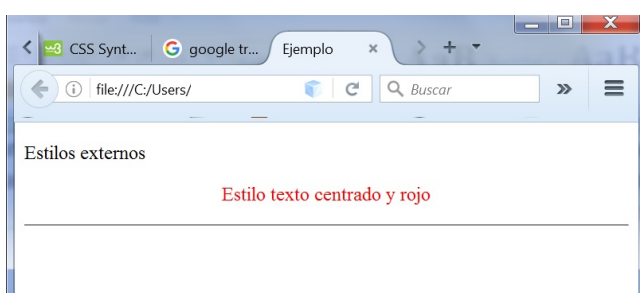 CSS Synt...
google tr...
Ejemplo
file:///C:/Users/
Buscar
Estilos externos
Estilo texto centrado y rojo